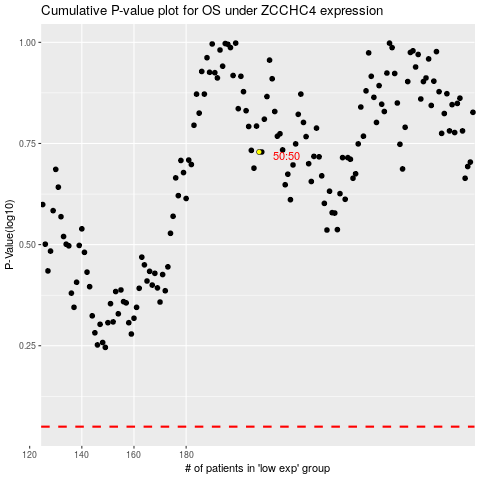 Cumulative P-value plot for OS under ZCCHC4 expression
P-Value(log10)
1.00
0.75
0.50
0.25
50:50
120 140 160 180
# of patients in 'low exp' group